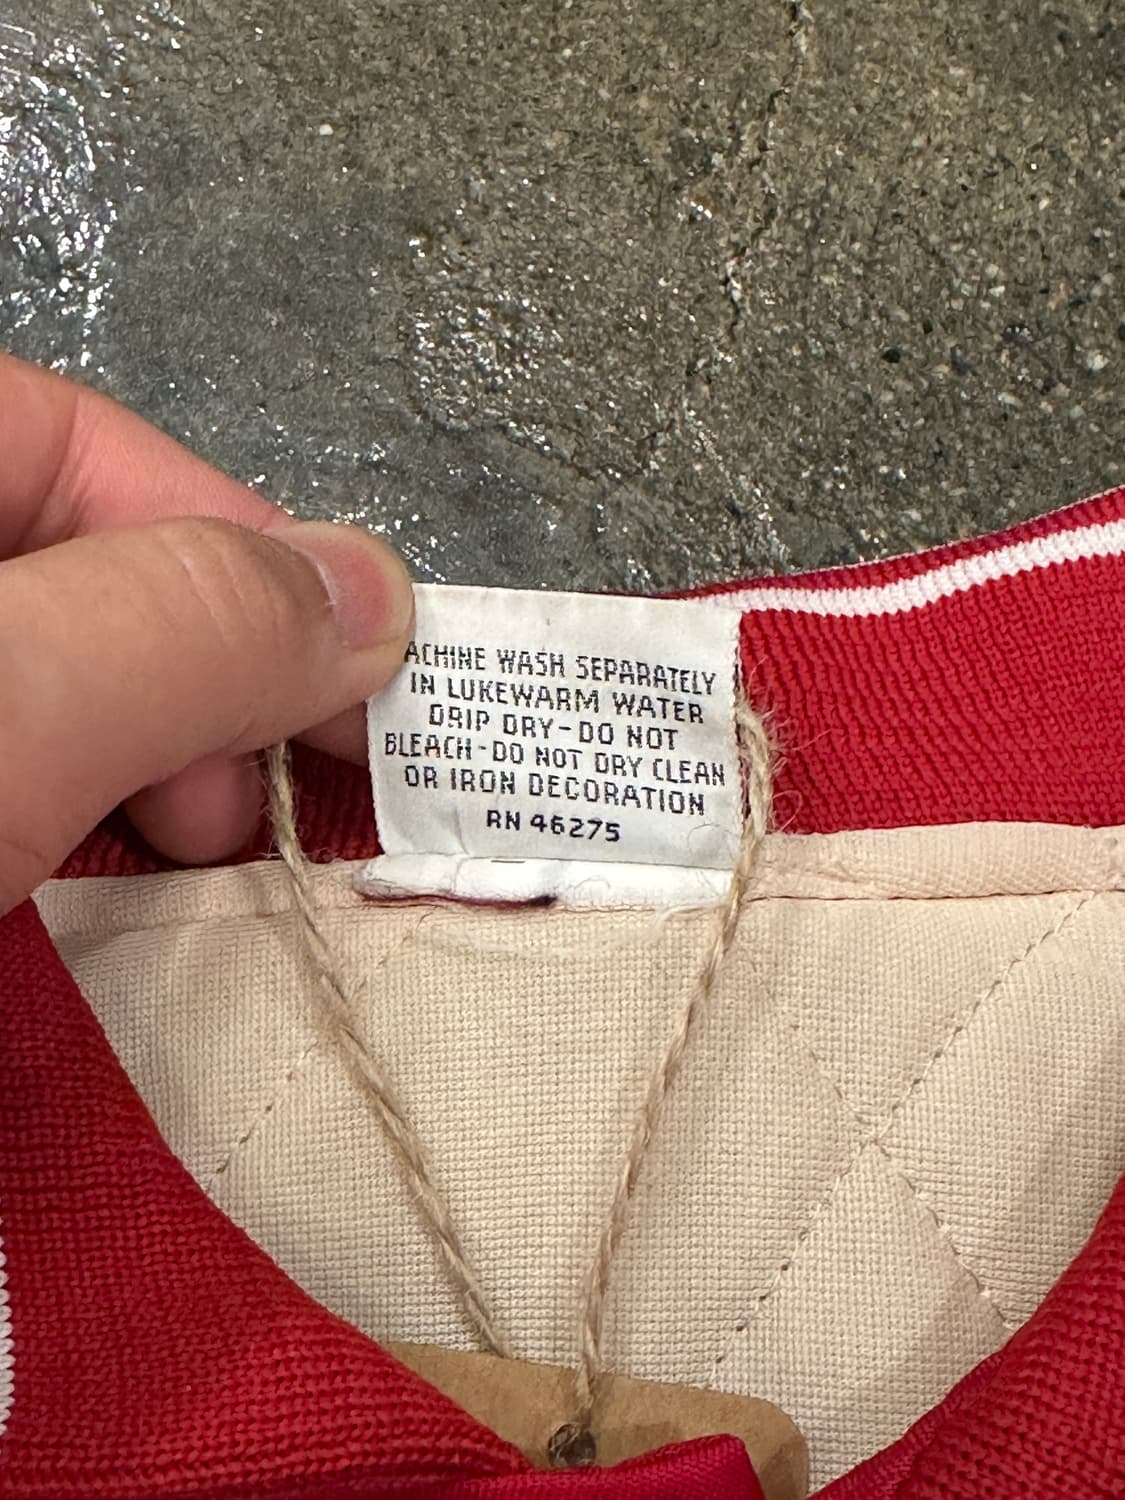 ACHINE WASH SEPARATELY
IN LUKEWARM WATER
DRIP DRY-DO NOT
BLEACH-DO NOT DRY CLEAN
OR IRON DECORATION
RN 46275